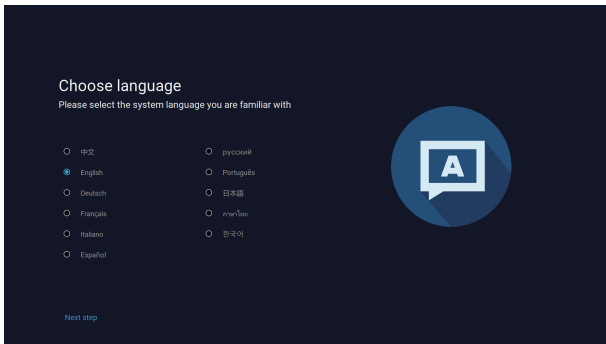 Choose language
Please select the system language you are familiar with
中文
English
Deutsch
Français
Italiano
Español
русский
Português
日本語
ภาษาไทย
한국어
A
Next step